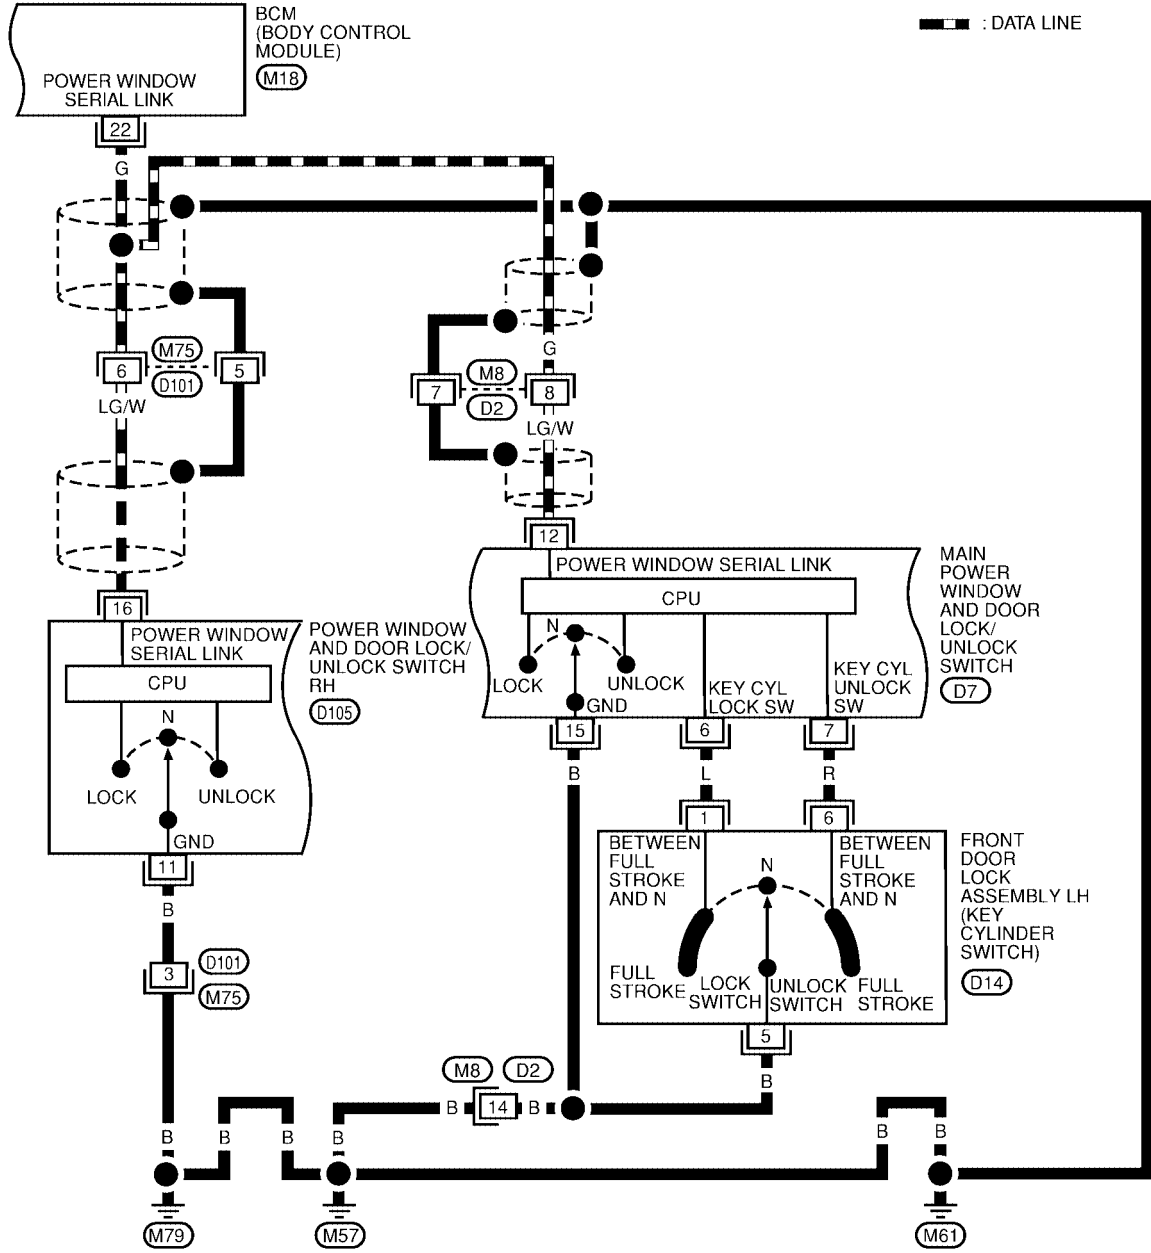 BCM
(BODY CONTROL
MODULE)
M18
: DATA LINE
POWER WINDOW
SERIAL LINK
22
G
G
6
M75
D101
5
LG/W
7
M8
D2
8
LG/W
12
16
POWER WINDOW
SERIAL LINK
CPU
N
LOCK
UNLOCK
GND
11
POWER WINDOW
AND DOOR LOCK/
UNLOCK SWITCH
RH
D105
POWER WINDOW SERIAL LINK
CPU
N
LOCK
UNLOCK
GND
KEY CYL
LOCK SW
KEY CYL
UNLOCK
SW
MAIN
POWER
WINDOW
AND DOOR
LOCK/
UNLOCK
SWITCH
D7
15
6
7
B
L
R
1
6
BETWEEN
FULL
STROKE
AND N
N
BETWEEN
FULL
STROKE
AND N
FULL
STROKE
LOCK
SWITCH
UNLOCK
SWITCH
FULL
STROKE
FRONT
DOOR
LOCK
ASSEMBLY LH
(KEY
CYLINDER
SWITCH)
D14
5
B
B
3
D101
M75
M8
D2
B
14
B
B
B
B
B
B
B
M79
M57
M61